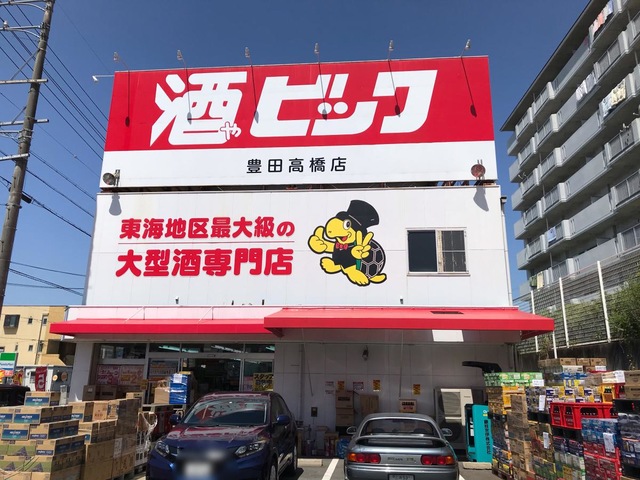 酒やビック
豊田高橋店
東海地区最大級の
大型酒専門店